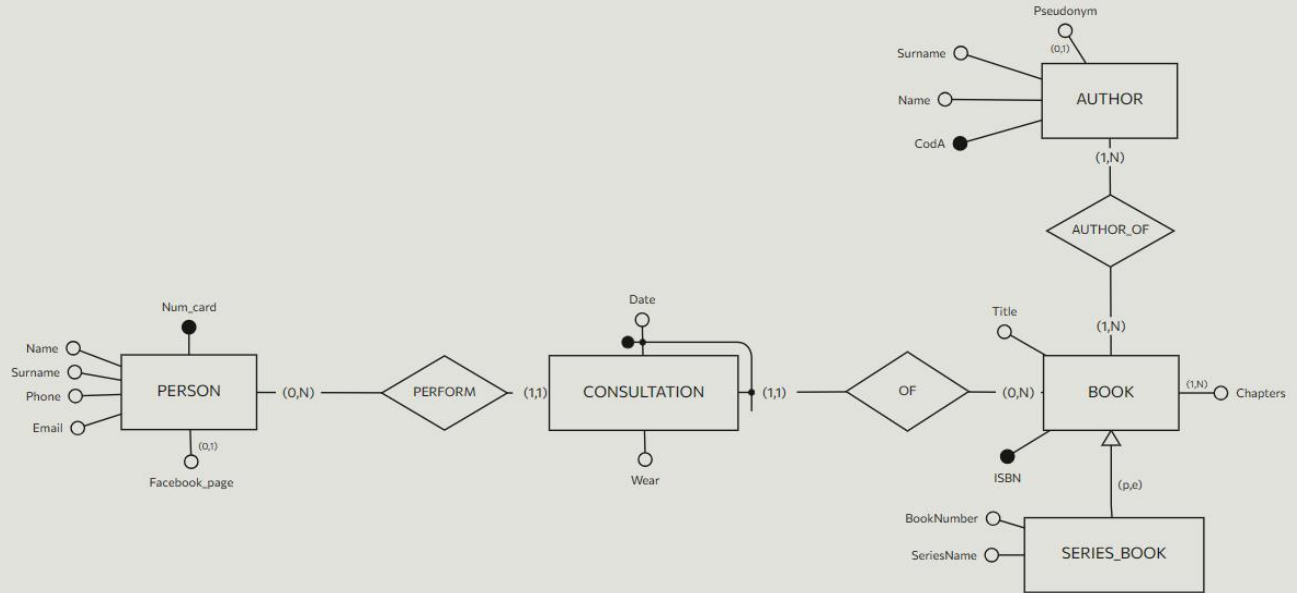 Pseudonym
(0,1)
Surname
Name
CodA
AUTHOR
(1,N)
AUTHOR_OF
(1,N)
Num_card
Name
Surname
Phone
Email
PERSON
(0,1)
Facebook_page
(0,N)
PERFORM
(1,1)
Date
CONSULTATION
Wear
(1,1)
OF
(0,N)
Title
BOOK
(1,N)
Chapters
ISBN
(p,e)
BookNumber
SeriesName
SERIES_BOOK